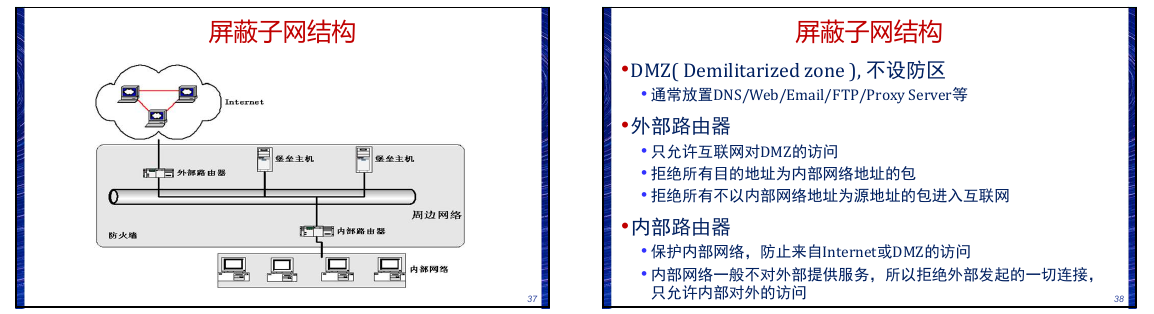 屏蔽子网结构
Internet
堡垒主机
堡垒主机
外部路由器
周边网络
内部路由器
防火墙
内部网络
37
屏蔽子网结构
•DMZ( Demilitarized zone ), 不设防区
•通常放置DNS/Web/Email/FTP/Proxy Server等
•外部路由器
•只允许互联网对DMZ的访问
•拒绝所有目的地址为内部网络地址的包
•拒绝所有不以内部网络地址为源地址的包进入互联网
•内部路由器
•保护内部网络，防止来自Internet或DMZ的访问
•内部网络一般不对外部提供服务，所以拒绝外部发起的一切连接，
只允许内部对外的访问
38